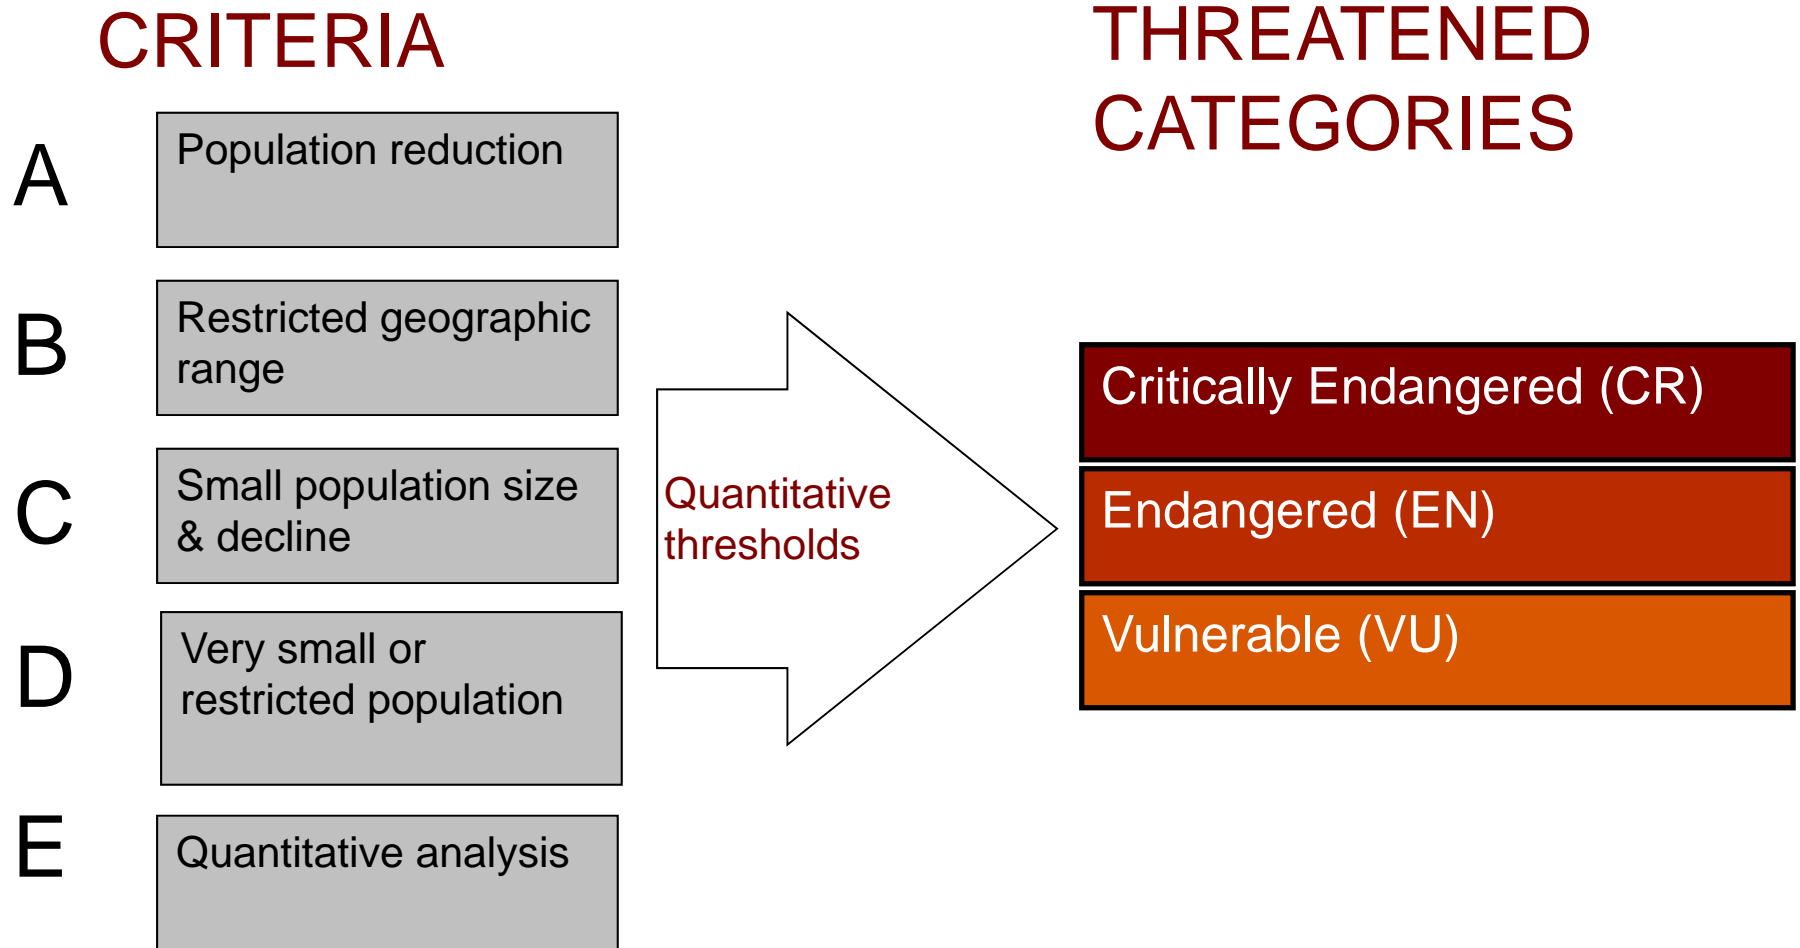 CRITERIA
A
Population reduction
B
Restricted geographic
range
C
Small population size
& decline
D
Very small or
restricted population
E
Quantitative analysis
Quantitative
thresholds
THREATENED
CATEGORIES
Critically Endangered (CR)
Endangered (EN)
Vulnerable (VU)